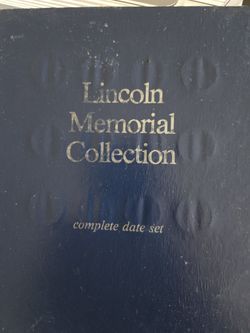 Lincoln
Memorial
Collection
complete date set